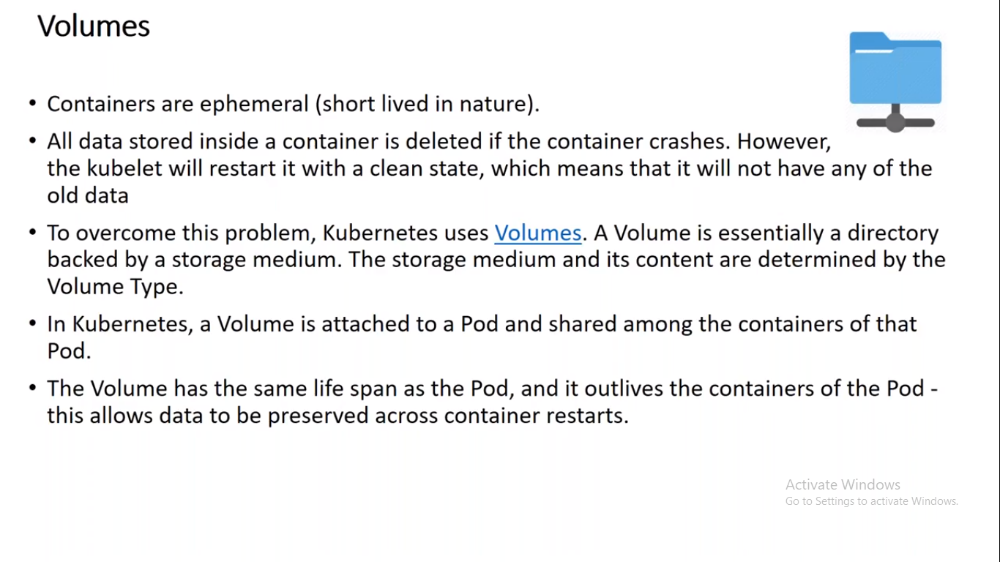 Volumes
• Containers are ephemeral (short lived in nature).
• All data stored inside a container is deleted if the container crashes. However,
the kubelet will restart it with a clean state, which means that it will not have any of the
old data
• To overcome this problem, Kubernetes uses Volumes. A Volume is essentially a directory
backed by a storage medium. The storage medium and its content are determined by the
Volume Type.
• In Kubernetes, a Volume is attached to a Pod and shared among the containers of that
Pod.
• The Volume has the same life span as the Pod, and it outlives the containers of the Pod -
this allows data to be preserved across container restarts.
Activate Windows
Go to Settings to activate Windows.